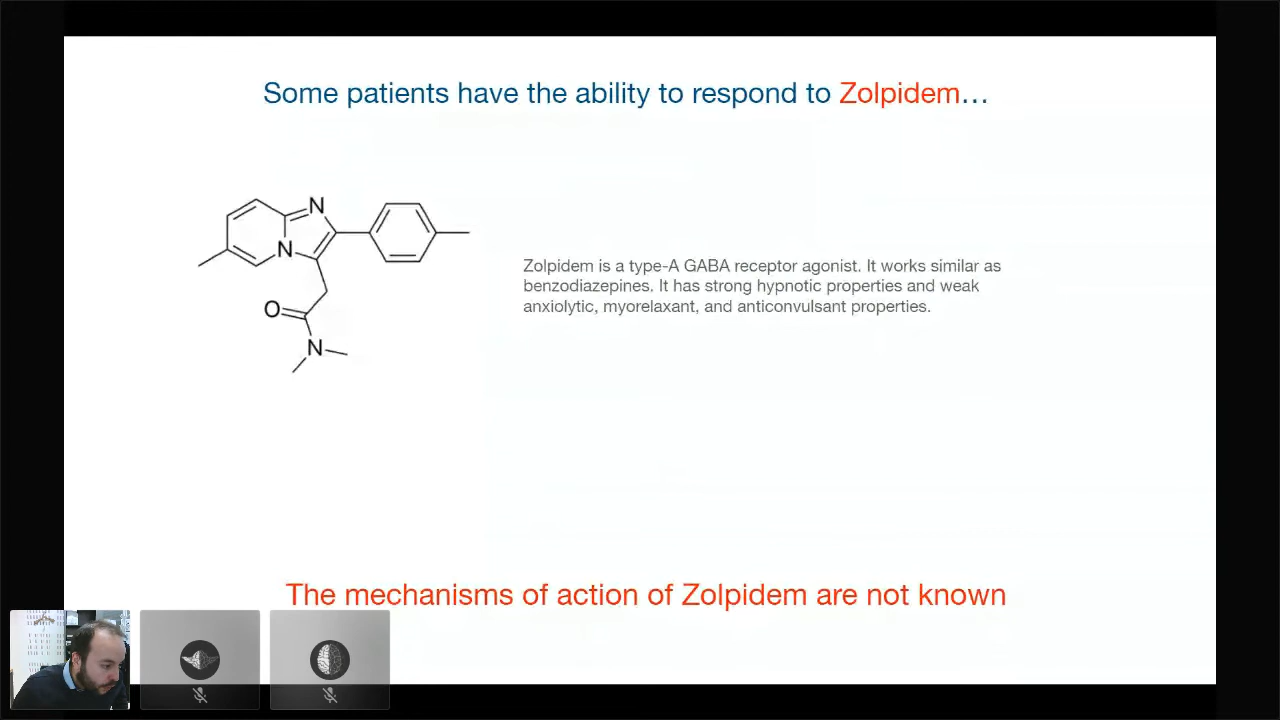 Some patients have the ability to respond to Zolpidem...
N
N
O
N
Zolpidem is a type-A GABA receptor agonist. It works similar as
benzodiazepines. It has strong hypnotic properties and weak
anxiolytic, myorelaxant, and anticonvulsant properties.
The mechanisms of action of Zolpidem are not known